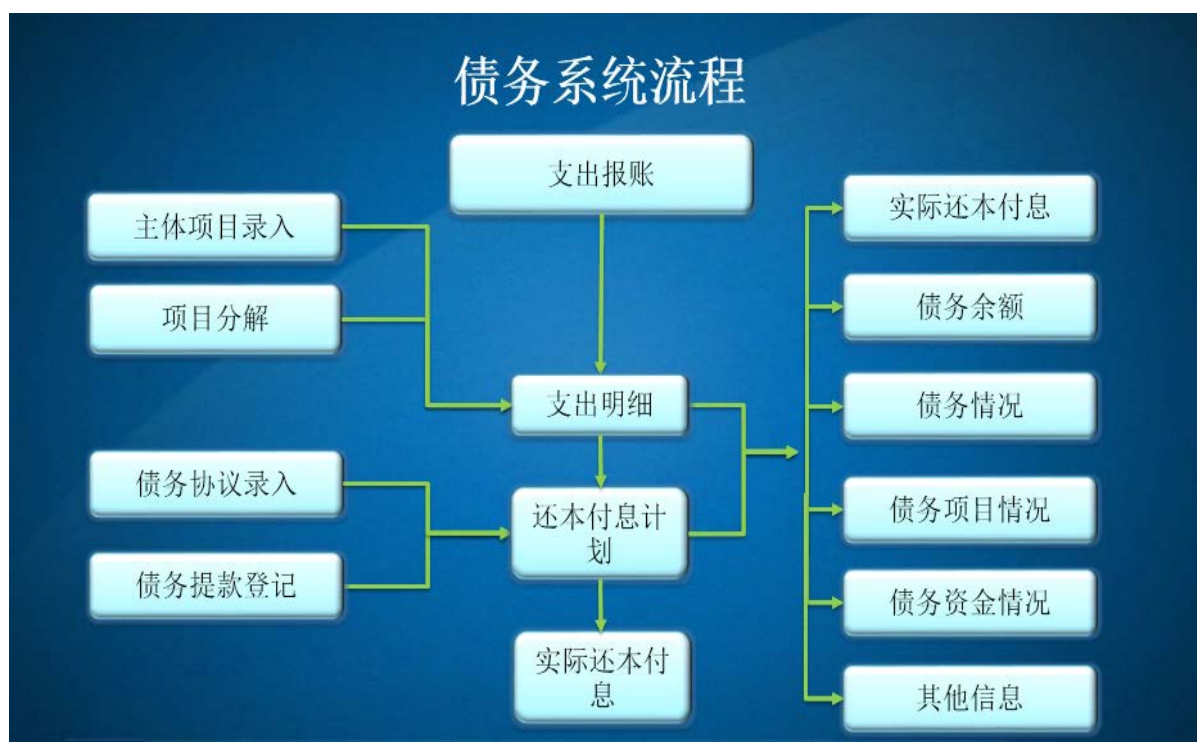 债务系统流程
支出报账
主体项目录入
项目分解
债务协议录入
债务提款登记
支出明细
还本付息计
划
实际还本付
息
实际还本付息
债务余额
债务情况
债务项目情况
债务资金情况
其他信息